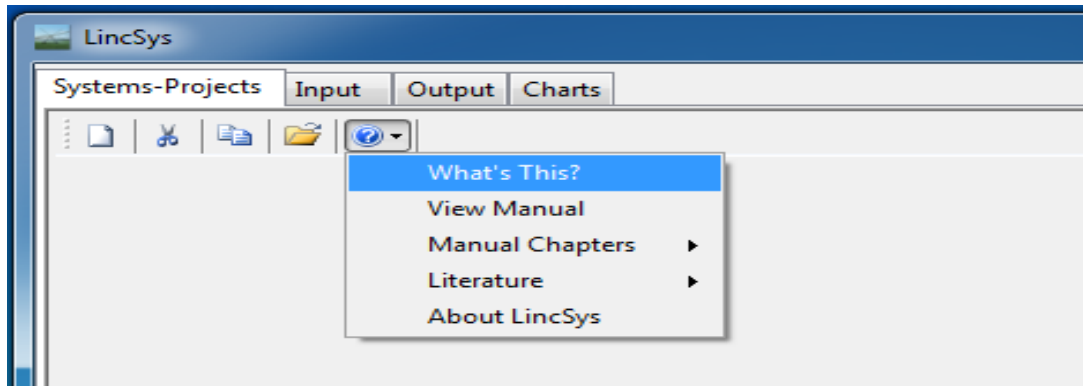 LincSys
Systems-Projects Input Output Charts
What's This?
View Manual
Manual Chapters
Literature
About LincSys